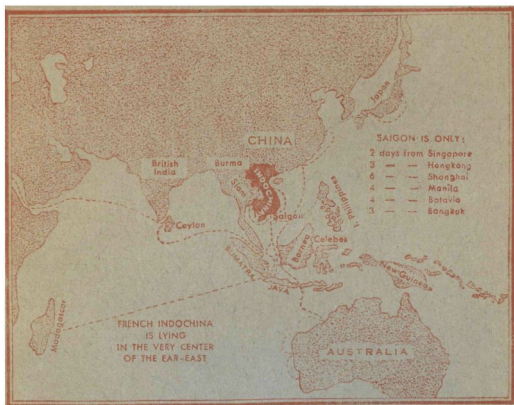 CHINA
Japan
SAIGON IS ONLY:
2 days from Singapore
3 — — Hongkong
6 — — Shanghai
4 — — Manila
4 — — Batavia
3 — — Bangkok
British
India
Burma
Siam
INDOCHINA
Saigon
I. Philippines
Ceylon
Borneo
Celebes
SUMATRA
JAVA
New Guinea
Madagascar
FRENCH INDOCHINA
IS LYING
IN THE VERY CENTER
OF THE FAR-EAST
AUSTRALIA